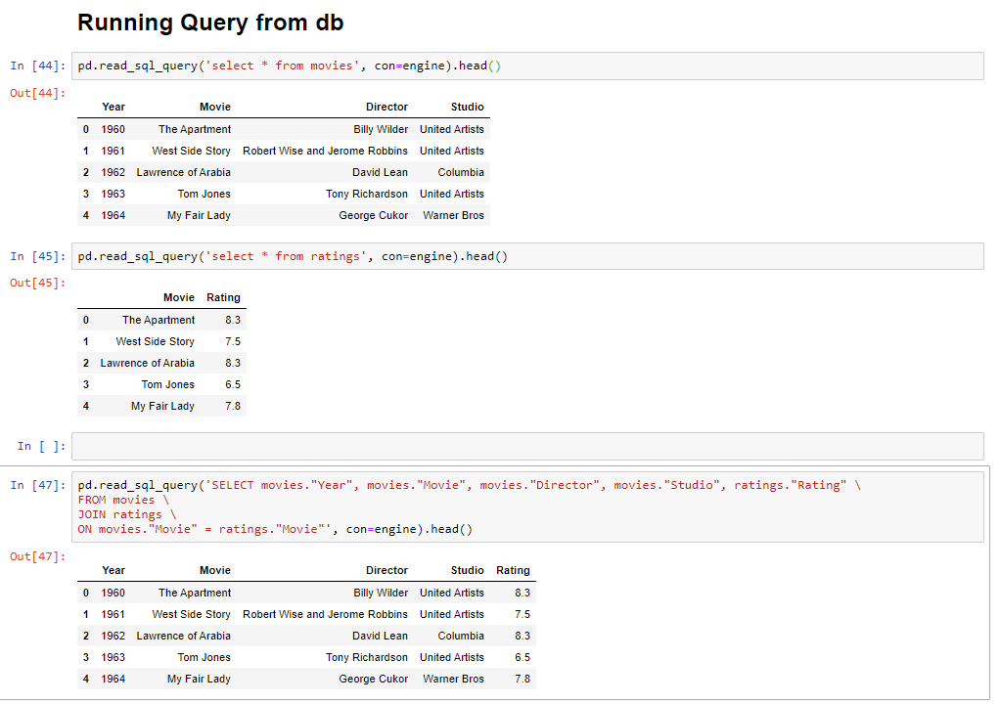 Running Query from db
In [44]: pd.read_sql_query('select * from movies', con=engine).head()
Out[44]:
Year Movie Director Studio
0 1960 The Apartment Billy Wilder United Artists
1 1961 West Side Story Robert Wise and Jerome Robbins United Artists
2 1962 Lawrence of Arabia David Lean Columbia
3 1963 Tom Jones Tony Richardson United Artists
4 1964 My Fair Lady George Cukor Warner Bros
In [45]: pd.read_sql_query('select * from ratings', con=engine).head()
Out[45]:
Movie Rating
0 The Apartment 8.3
1 West Side Story 7.5
2 Lawrence of Arabia 8.3
3 Tom Jones 6.5
4 My Fair Lady 7.8
In [ ]:
In [47]: pd.read_sql_query('SELECT movies."Year", movies."Movie", movies."Director", movies."Studio", ratings."Rating" \
FROM movies \
JOIN ratings \
ON movies."Movie" = ratings."Movie"', con=engine).head()
Out[47]:
Year Movie Director Studio Rating
0 1960 The Apartment Billy Wilder United Artists 8.3
1 1961 West Side Story Robert Wise and Jerome Robbins United Artists 7.5
2 1962 Lawrence of Arabia David Lean Columbia 8.3
3 1963 Tom Jones Tony Richardson United Artists 6.5
4 1964 My Fair Lady George Cukor Warner Bros 7.8